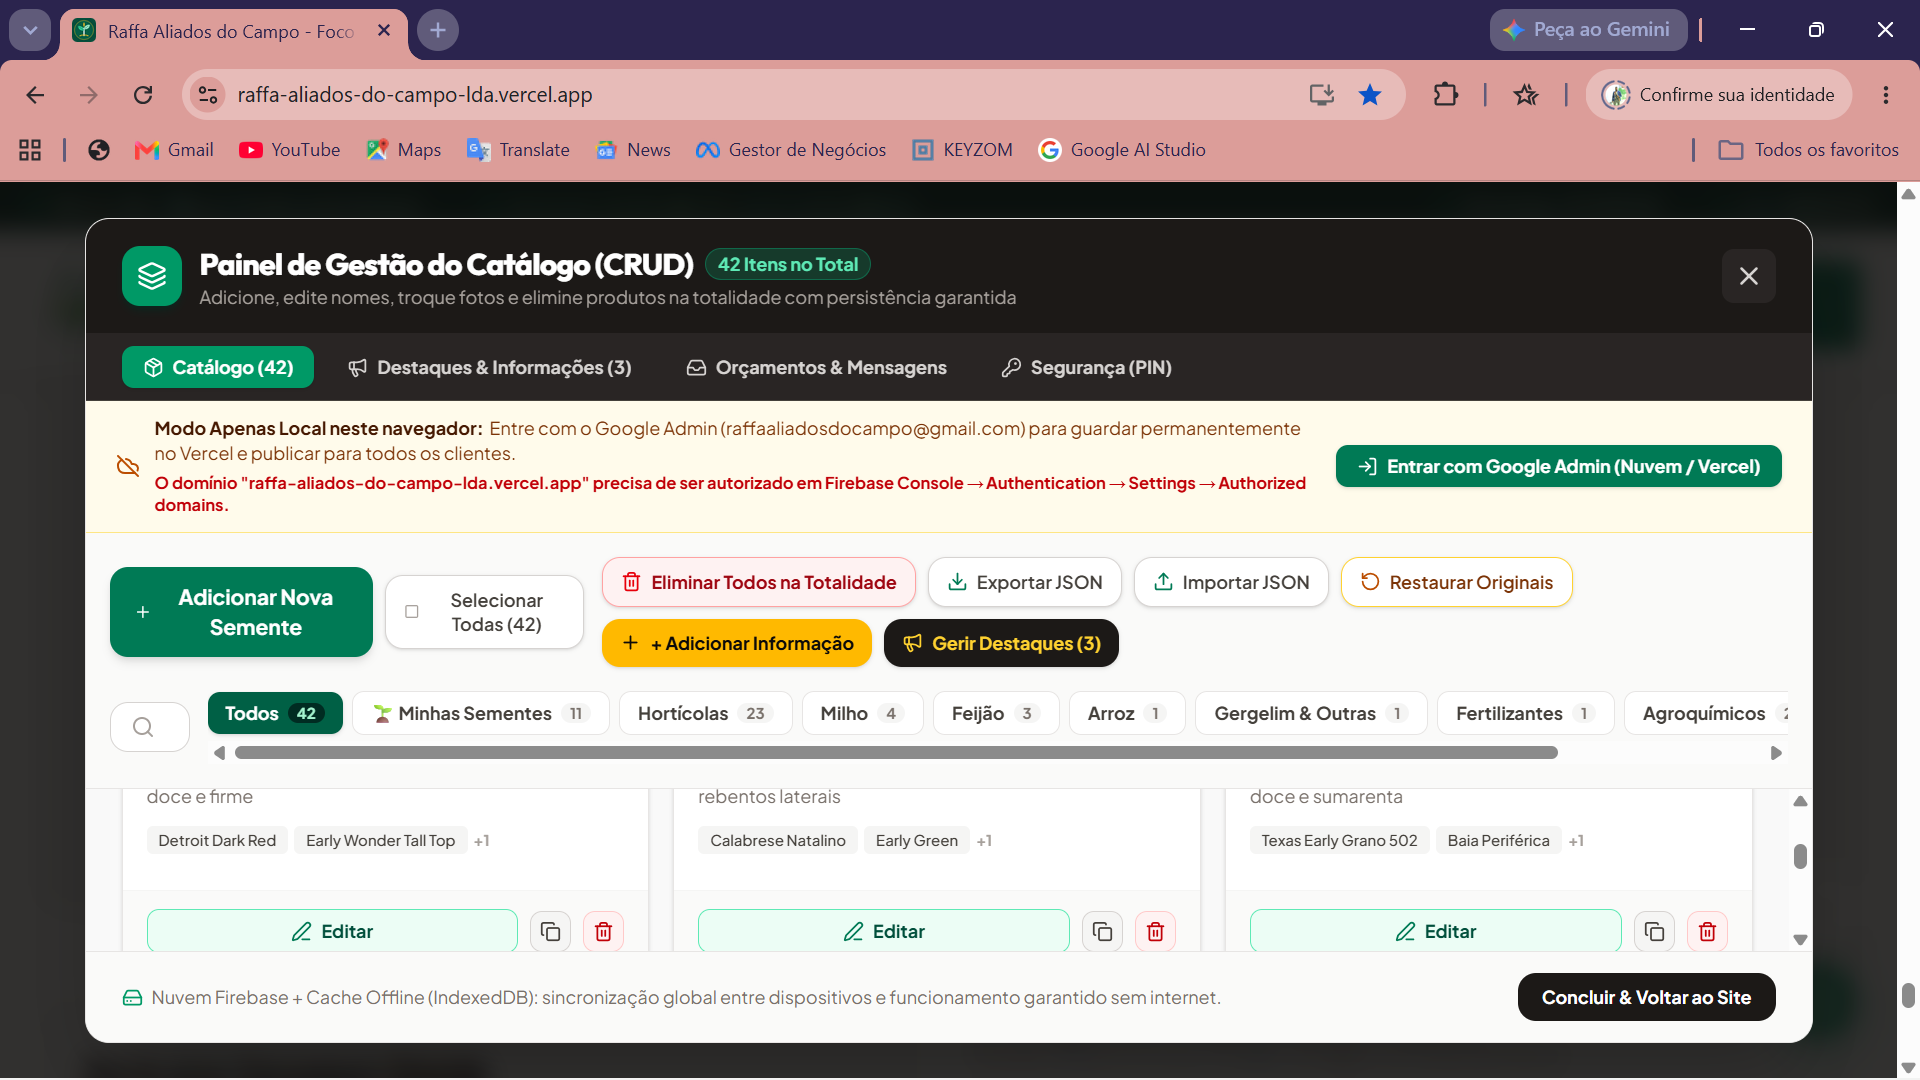 Raffa Aliados do Campo - Foco
Peça ao Gemini
raffa-aliados-do-campo-lda.vercel.app
Confirme sua identidade
Gmail
YouTube
Maps
Translate
News
Gestor de Negócios
KEYZOM
Google AI Studio
Todos os favoritos
Painel de Gestão do Catálogo (CRUD)
42 Itens no Total
Adicione, edite nomes, troque fotos e elimine produtos na totalidade com persistência garantida
Catálogo (42)
Destaques & Informações (3)
Orçamentos & Mensagens
Segurança (PIN)
Modo Apenas Local neste navegador: Entre com o Google Admin (raffaaliadosdocampo@gmail.com) para guardar permanentemente
no Vercel e publicar para todos os clientes.
O domínio "raffa-aliados-do-campo-lda.vercel.app" precisa de ser autorizado em Firebase Console → Authentication → Settings → Authorized
domains.
Entrar com Google Admin (Nuvem / Vercel)
+ Adicionar Nova
Semente
Selecionar
Todas (42)
Eliminar Todos na Totalidade
Exportar JSON
Importar JSON
Restaurar Originais
+ + Adicionar Informação
Gerir Destaques (3)
Todos 42
Minhas Sementes 11
Hortícolas 23
Milho 4
Feijão 3
Arroz 1
Gergelim & Outras 1
Fertilizantes 1
Agroquímicos 2
doce e firme
rebentos laterais
doce e sumarenta
Detroit Dark Red
Early Wonder Tall Top
+1
Calabrese Natalino
Early Green
+1
Texas Early Grano 502
Baia Periférica
+1
Editar
Editar
Editar
Nuvem Firebase + Cache Offline (IndexedDB): sincronização global entre dispositivos e funcionamento garantido sem internet.
Concluir & Voltar ao Site